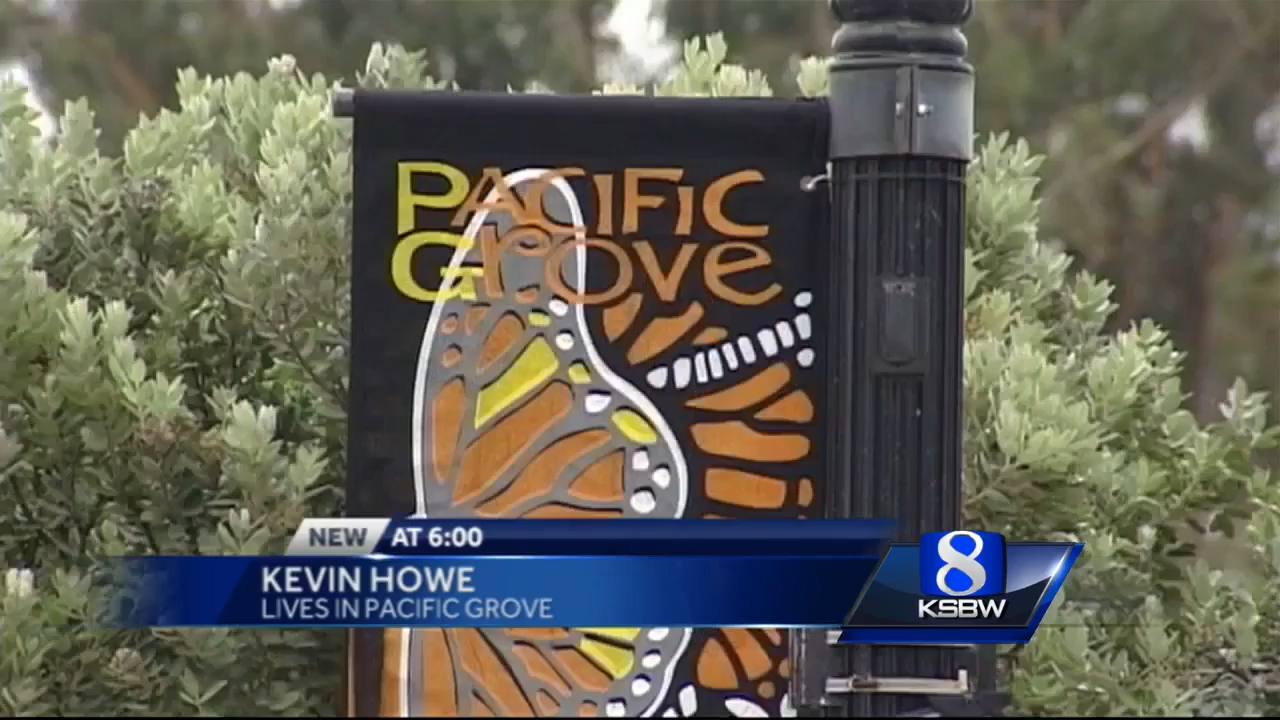 PACIFIC
Grove
NEW AT 6:00
KEVIN HOWE
LIVES IN PACIFIC GROVE
8
KSBW